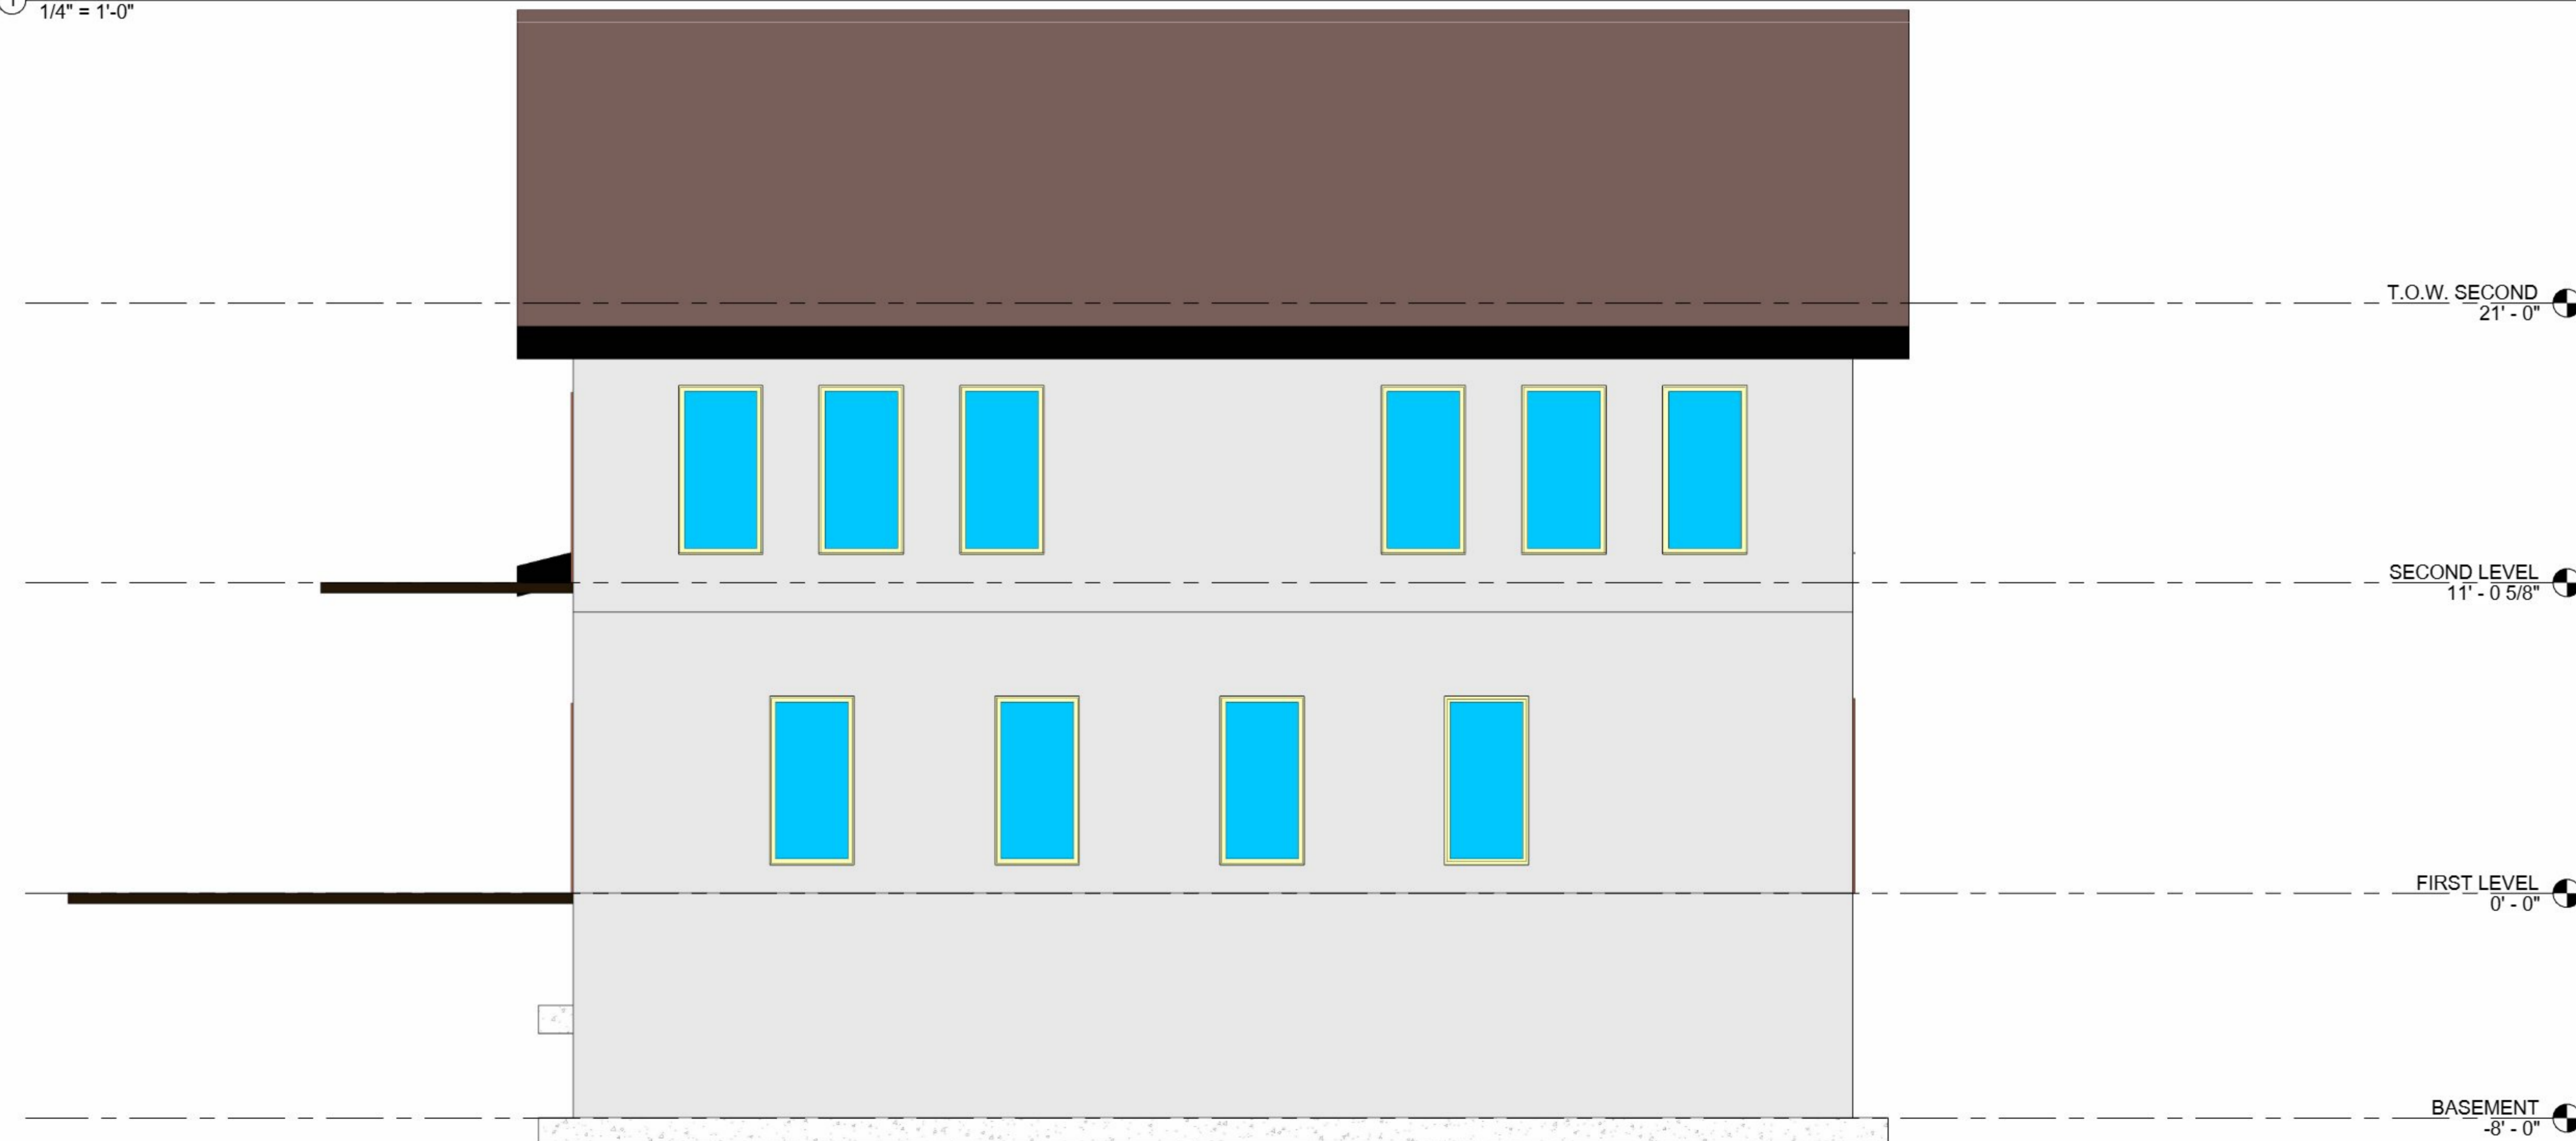 1/4" = 1'-0"
T.O.W. SECOND
21' - 0"
SECOND LEVEL
11' - 0 5/8"
FIRST LEVEL
0' - 0"
BASEMENT
-8' - 0"